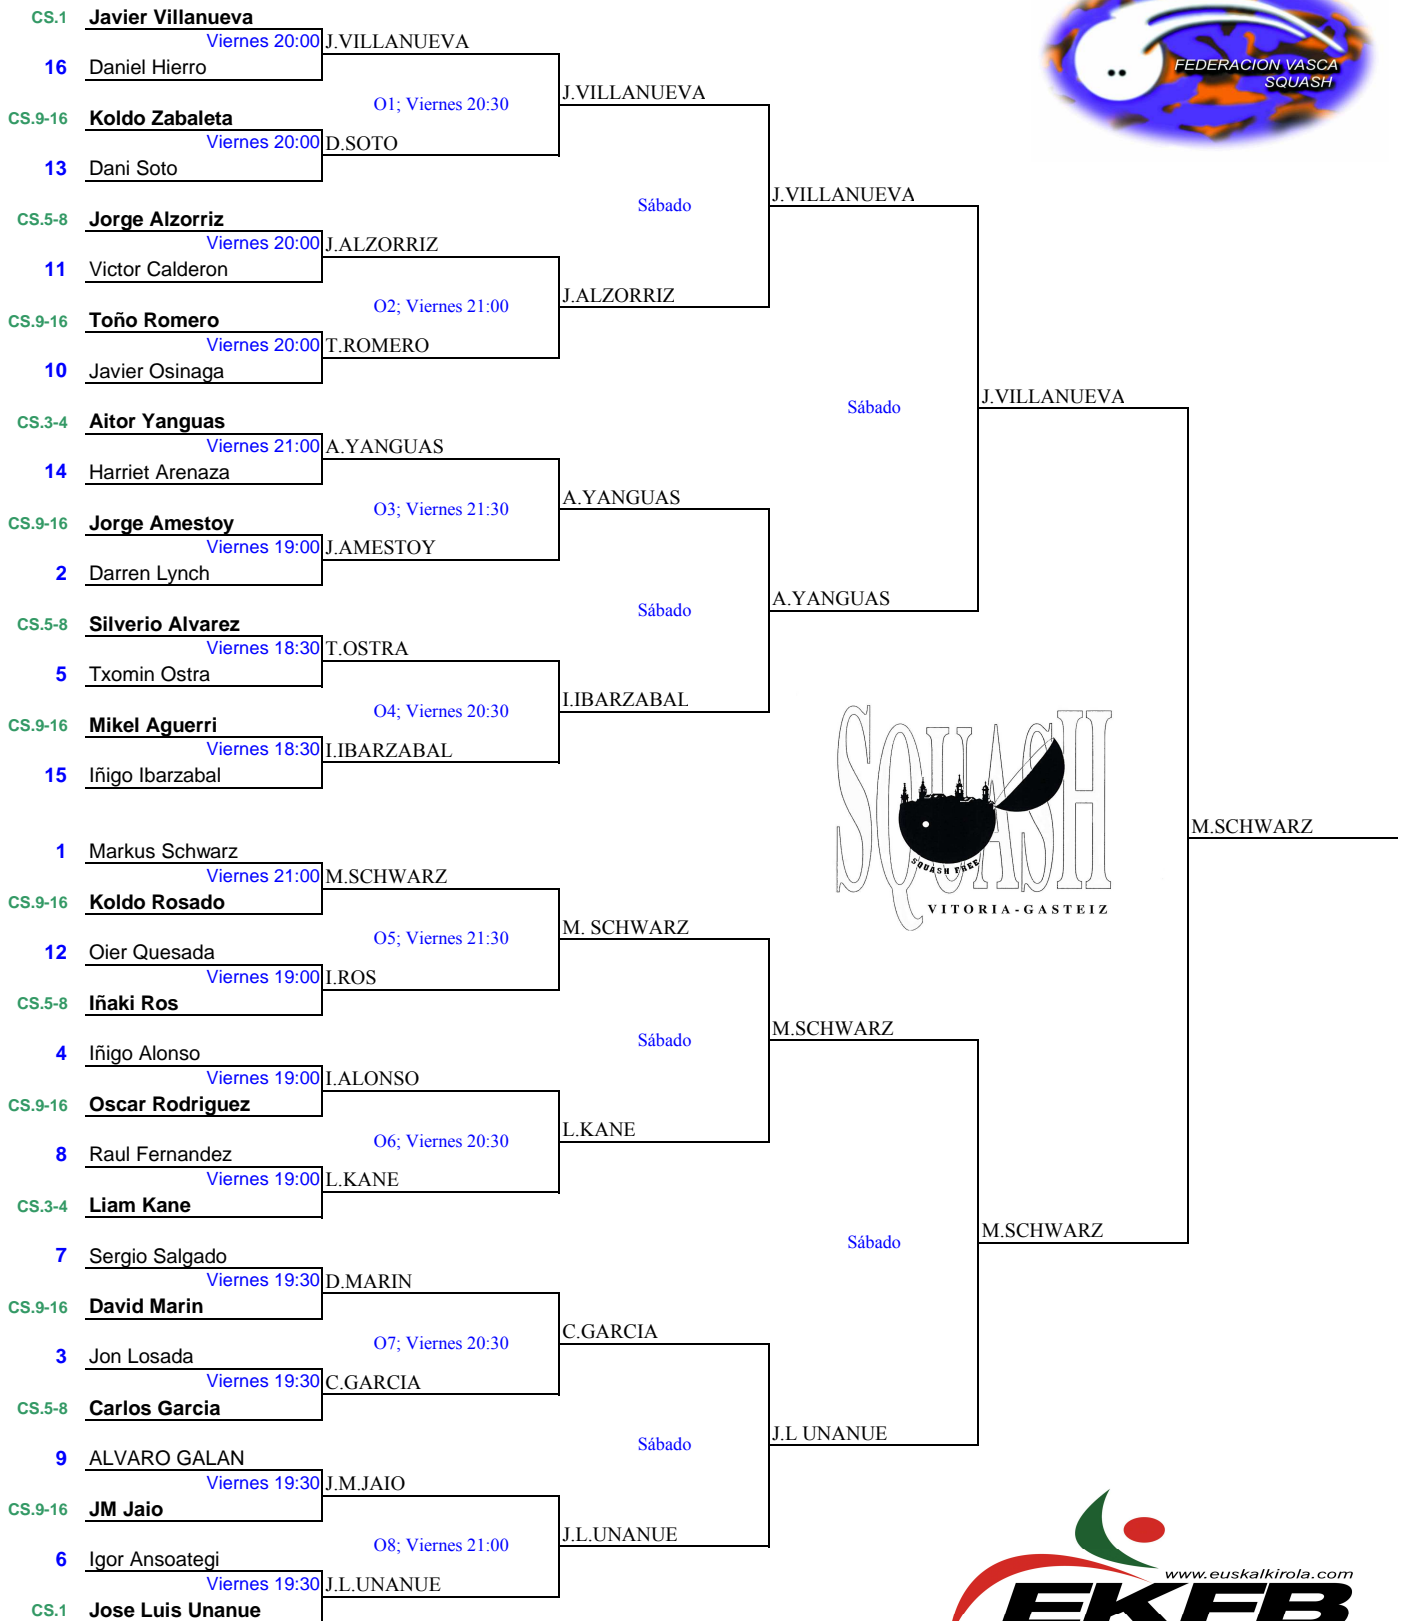 CS.1 Javier Villanueva
Viernes 20:00 J.VILLANUEVA
16 Daniel Hierro
O1; Viernes 20:30 J.VILLANUEVA
CS.9-16 Koldo Zabaleta
Viernes 20:00 D.SOTO
13 Dani Soto
Sábado J.VILLANUEVA
CS.5-8 Jorge Alzorriz
Viernes 20:00 J.ALZORRIZ
11 Victor Calderon
O2; Viernes 21:00 J.ALZORRIZ
CS.9-16 Toño Romero
Viernes 20:00 T.ROMERO
10 Javier Osinaga
Sábado J.VILLANUEVA
CS.3-4 Aitor Yanguas
Viernes 21:00 A.YANGUAS
14 Harriet Arenaza
O3; Viernes 21:30 A.YANGUAS
CS.9-16 Jorge Amestoy
Viernes 19:00 J.AMESTOY
2 Darren Lynch
Sábado A.YANGUAS
CS.5-8 Silverio Alvarez
Viernes 18:30 T.OSTRA
5 Txomin Ostra
O4; Viernes 20:30 I.IBARZABAL
CS.9-16 Mikel Aguerri
Viernes 18:30 I.IBARZABAL
15 Iñigo Ibarzabal
M.SCHWARZ
1 Markus Schwarz
Viernes 21:00 M.SCHWARZ
CS.9-16 Koldo Rosado
O5; Viernes 21:30 M. SCHWARZ
12 Oier Quesada
Viernes 19:00 I.ROS
CS.5-8 Iñaki Ros
Sábado M.SCHWARZ
4 Iñigo Alonso
Viernes 19:00 I.ALONSO
CS.9-16 Oscar Rodriguez
O6; Viernes 20:30 L.KANE
8 Raul Fernandez
Viernes 19:00 L.KANE
CS.3-4 Liam Kane
Sábado M.SCHWARZ
7 Sergio Salgado
Viernes 19:30 D.MARIN
CS.9-16 David Marin
O7; Viernes 20:30 C.GARCIA
3 Jon Losada
Viernes 19:30 C.GARCIA
CS.5-8 Carlos Garcia
Sábado J.L UNANUE
9 ALVARO GALAN
Viernes 19:30 J.M.JAIO
CS.9-16 JM Jaio
O8; Viernes 21:00 J.L.UNANUE
6 Igor Ansoategi
Viernes 19:30 J.L.UNANUE
CS.1 Jose Luis Unanue
FEDERACION VASCA
SQUASH
SQUASH
SQUASH FREE
VITORIA-GASTEIZ
www.euskalkirola.com
EKFB